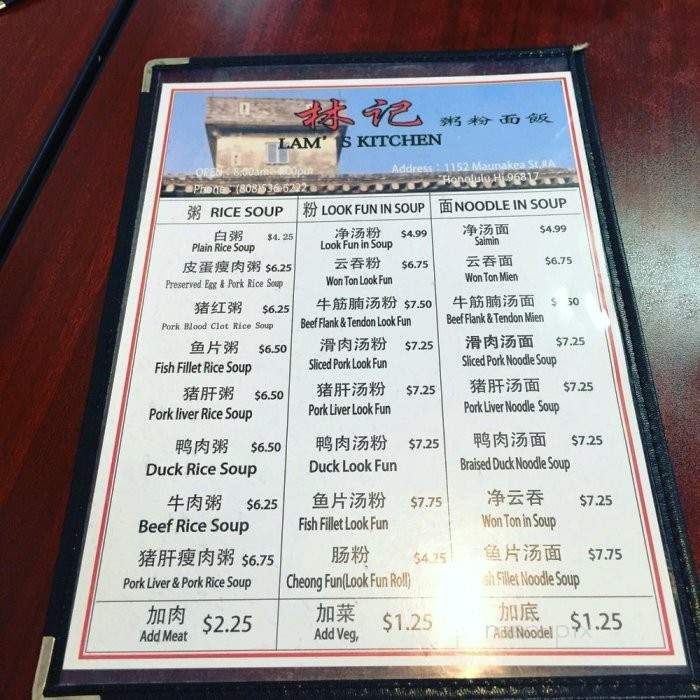 林记 粥粉面饭
LAM'S KITCHEN
OPEN : 8:00am
Address : 1152 Maunakea St,#A
Honolulu,Hi 96817
Phone : (808)536-6222
粥 RICE SOUP
白粥 $4.25
Plain Rice Soup
皮蛋瘦肉粥 $6.25
Preserved Egg & Pork Rice Soup
猪红粥 $6.25
Pork Blood Clot Rice Soup
鱼片粥 $6.50
Fish Fillet Rice Soup
猪肝粥 $6.50
Pork liver Rice Soup
鸭肉粥 $6.50
Duck Rice Soup
牛肉粥 $6.25
Beef Rice Soup
猪肝瘦肉粥 $6.75
Pork Liver & Pork Rice Soup
加肉 $2.25
Add Meat
粉 LOOK FUN IN SOUP
净汤粉 $4.99
Look Fun in Soup
云吞粉 $6.75
Won Ton Look Fun
牛筋腩汤粉 $7.50
Beef Flank & Tendon Look Fun
滑肉汤粉 $7.25
Sliced Pork Look Fun
猪肝汤粉 $7.25
Pork Liver Look Fun
鸭肉汤粉 $7.25
Duck Look Fun
鱼片汤粉 $7.75
Fish Fillet Look Fun
肠粉 $4.25
Cheong Fun(Look Fun Roll)
加菜 $1.25
Add Veg,
面 NOODLE IN SOUP
净汤面 $4.99
Saimin
云吞面 $6.75
Won Ton Mien
牛筋腩汤面 $ 50
Beef Flank & Tendon Mien
滑肉汤面 $7.25
Sliced Pork Noodle Soup
猪肝汤面 $7.25
Pork Liver Noodle Soup
鸭肉汤面 $7.25
Braised Duck Noodle Soup
净云吞 $7.25
Won Ton in Soup
鱼片汤面 $7.75
sh Fillet Noodle Soup
加底 $1.25
Add Noodel